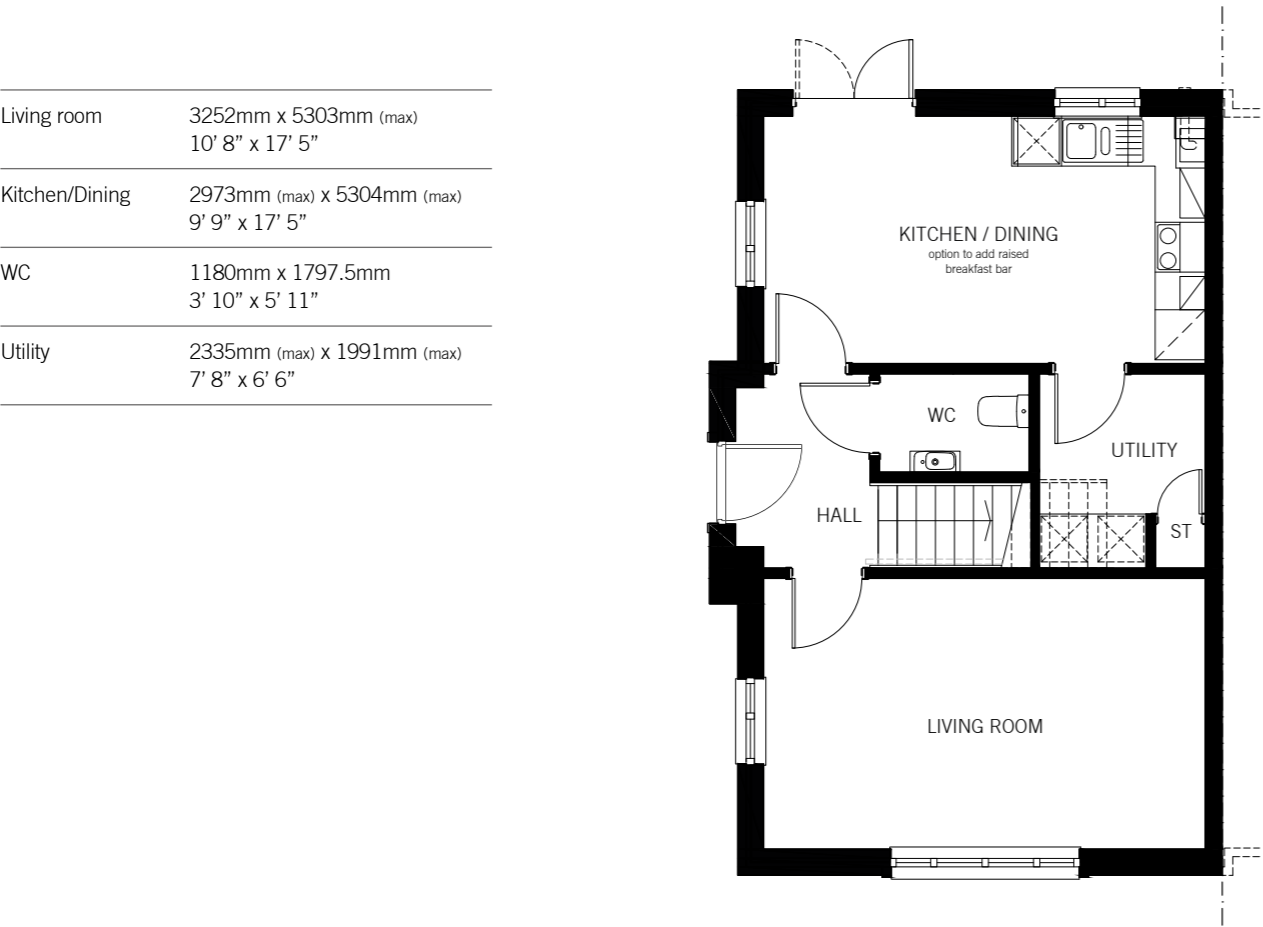 Living room 3252mm x 5303mm (max)
10’ 8” x 17’ 5”
Kitchen/Dining 2973mm (max) x 5304mm (max)
9’ 9” x 17’ 5”
WC 1180mm x 1797.5mm
3’ 10” x 5’ 11”
Utility 2335mm (max) x 1991mm (max)
7’ 8” x 6’ 6”
KITCHEN / DINING
option to add raised
breakfast bar
WC
UTILITY
HALL
ST
LIVING ROOM